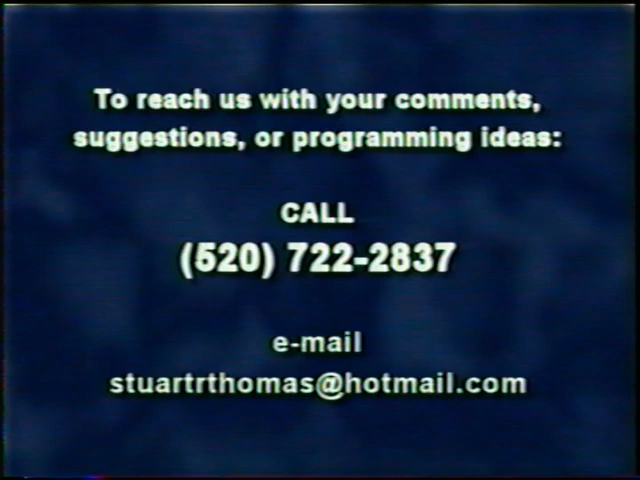 To reach us with your comments,
suggestions, or programming ideas:
CALL
(520) 722-2837
e-mail
stuartrthomas@hotmail.com